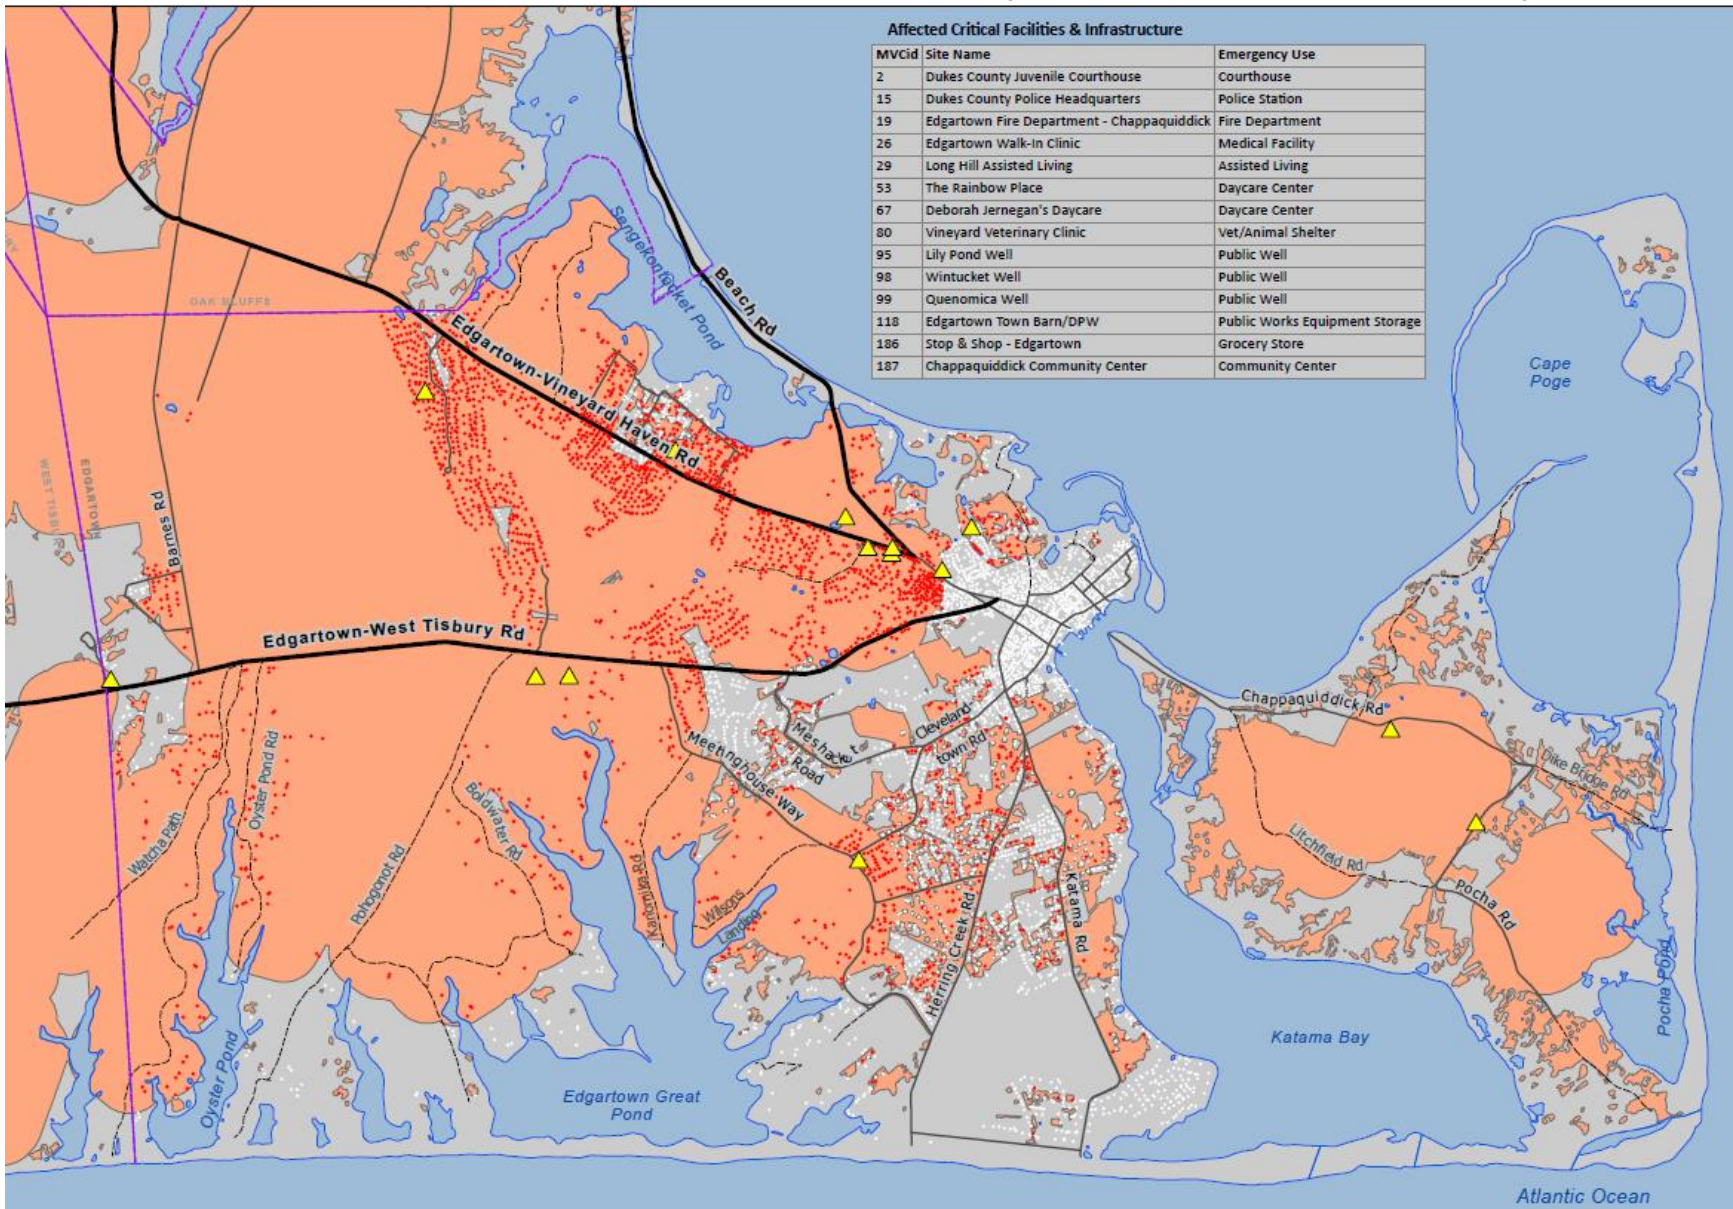 Affected Critical Facilities & Infrastructure
MVCid Site Name Emergency Use
2 Dukes County Juvenile Courthouse Courthouse
15 Dukes County Police Headquarters Police Station
19 Edgartown Fire Department - Chappaquiddick Fire Department
26 Edgartown Walk-In Clinic Medical Facility
29 Long Hill Assisted Living Assisted Living
53 The Rainbow Place Daycare Center
67 Deborah Jernegan's Daycare Daycare Center
80 Vineyard Veterinary Clinic Vet/Animal Shelter
95 Lily Pond Well Public Well
98 Wintucket Well Public Well
99 Quenomica Well Public Well
118 Edgartown Town Barn/DPW Public Works Equipment Storage
186 Stop & Shop - Edgartown Grocery Store
187 Chappaquiddick Community Center Community Center
Sengekontacket Pond
Beach Rd
OAK BLUFFS
Edgartown-Vineyard Haven Rd
Cape
Poge
WEST TISBURY
EDGARTOWN
Barnes Rd
Edgartown-West Tisbury Rd
Chappaquiddick Rd
Cleveland-
town Rd
Meshacket
Road
Meetinghouse Way
Dike Bridge Rd
Oyster Pond Rd
Boldwater Rd
Watcha Path
Pohogonot Rd
Litchfield Rd
Kanomika Rd
Wilsons
Landing
Katama Rd
Pocha Rd
Herring Creek Rd
Pocha Pond
Katama Bay
Oyster Pond
Edgartown Great
Pond
Atlantic Ocean